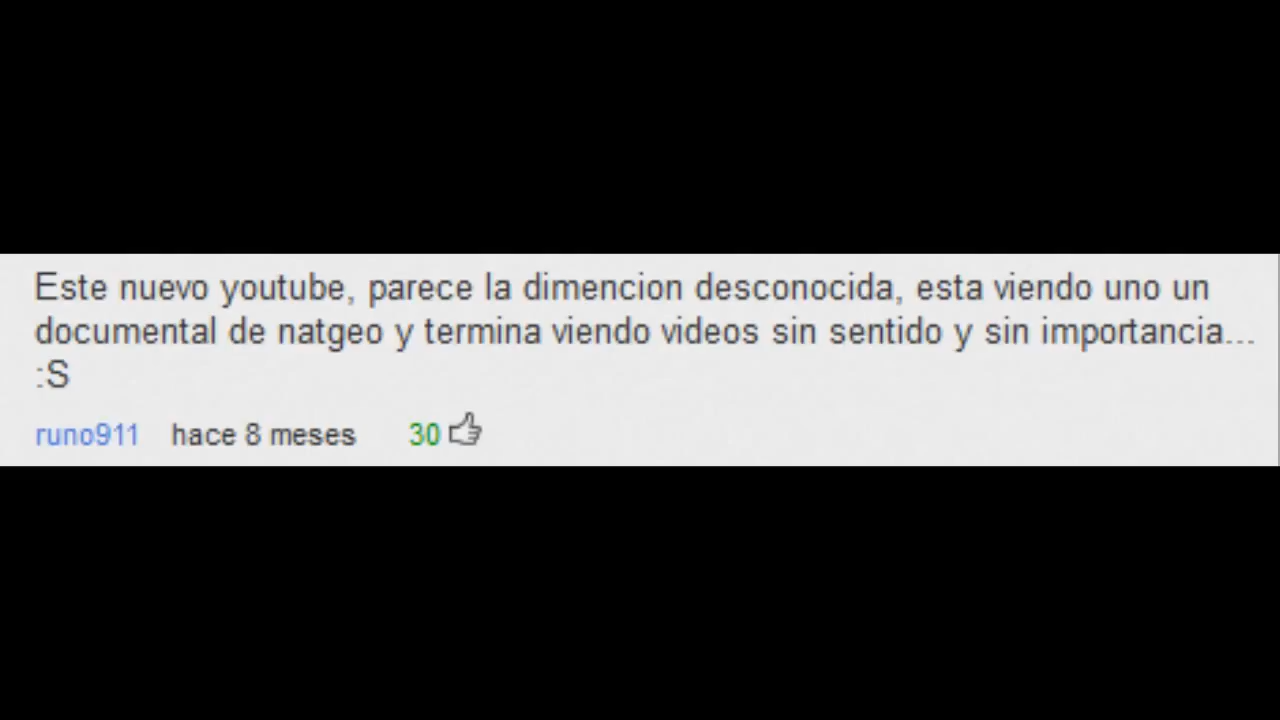 Este nuevo youtube, parece la dimencion desconocida, esta viendo uno un
documental de natgeo y termina viendo videos sin sentido y sin importancia...
:S
runo911 hace 8 meses 30